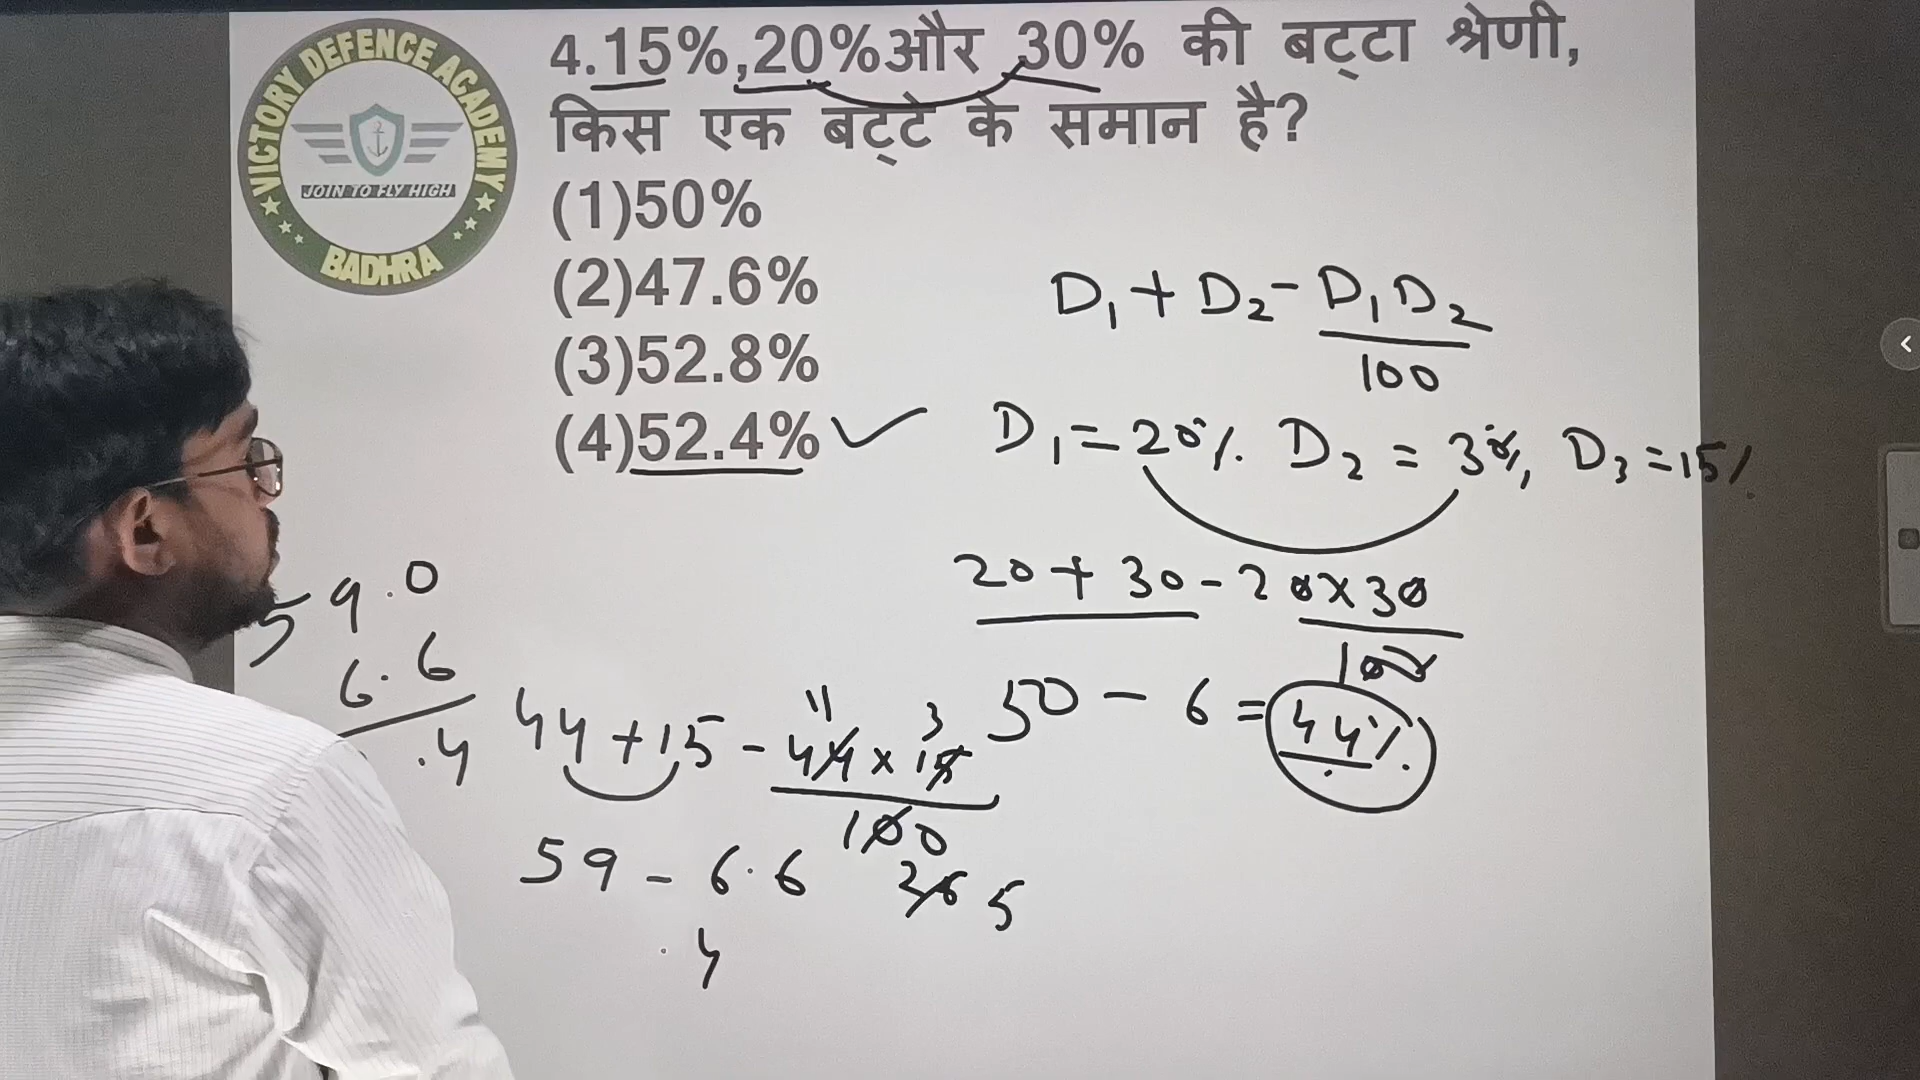 VICTORY DEFENCE ACADEMY
JOIN TO FLY HIGH
BADHRA
4.15%,20%और 30% की बट्टा श्रेणी,
किस एक बट्टे के समान है?
(1)50%
(2)47.6%
(3)52.8%
(4)52.4%
D₁ + D₂ - D₁D₂
100
D₁ = 20% D₂ = 30%, D₃ = 15%
20 + 30 - 20 x 30
100
50 - 6 = 44%
59.0
6.6
.4
11 3
44 + 15 - 44 x 15
100
59 - 6.6
5
.4